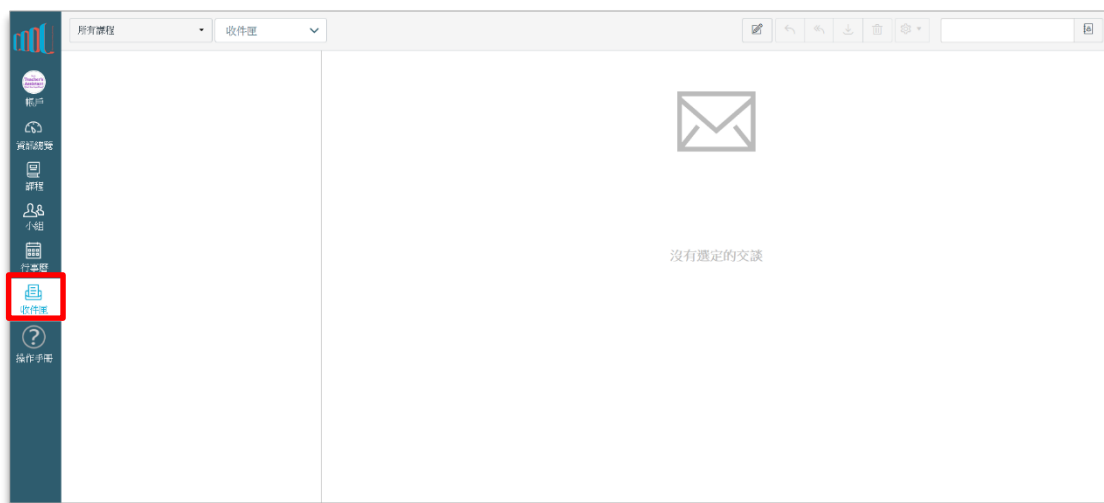 所有課程
收件匣
帳戶
資訊總覽
課程
小組
行事曆
收件匣
?
操作手冊
沒有選定的交談